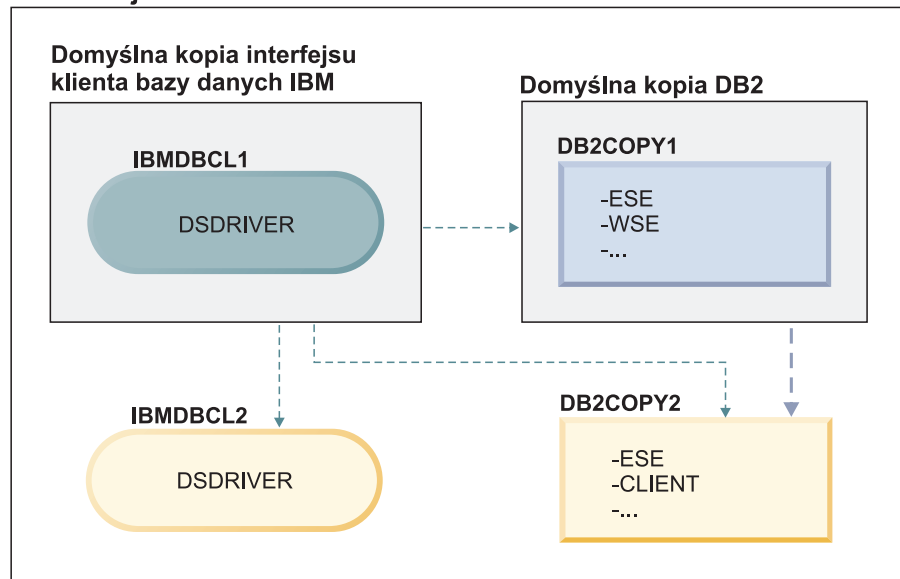 Domyślna kopia interfejsu
klienta bazy danych IBM
IBMDBCL1
DSDRIVER
Domyślna kopia DB2
DB2COPY1
-ESE
-WSE
-...
IBMDBCL2
DSDRIVER
DB2COPY2
-ESE
-CLIENT
-...